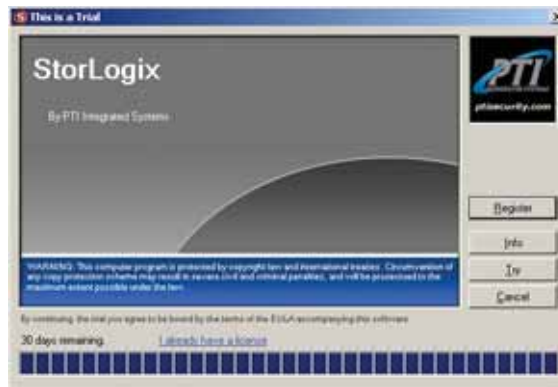 This is a Trial
StorLogix
By PTI Integrated Systems
PTI
ptisecurity.com
Register
Info
Try
Cancel
WARNING: This computer program is protected by copyright law and international treaties. Circumvention of
any copy protection scheme may result in severe civil and criminal penalties, and will be prosecuted to the
maximum extent possible under the law.
By continuing, the trial you agree to be bound by the terms of the EULA accompanying this software
30 days remaining.
I already have a license